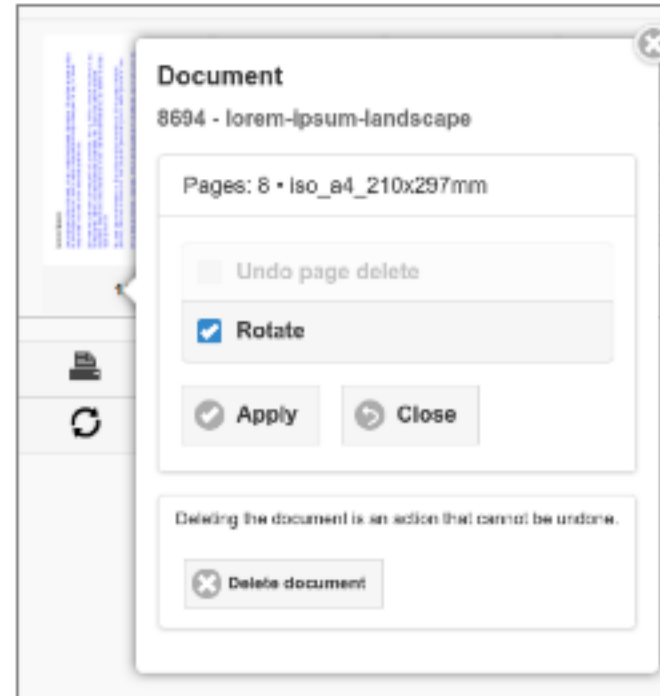 Document
8694 - lorem-ipsum-landscape
Pages: 8 • iso_a4_210x297mm
Undo page delete
Rotate
Apply Close
Deleting the document is an action that cannot be undone.
Delete document